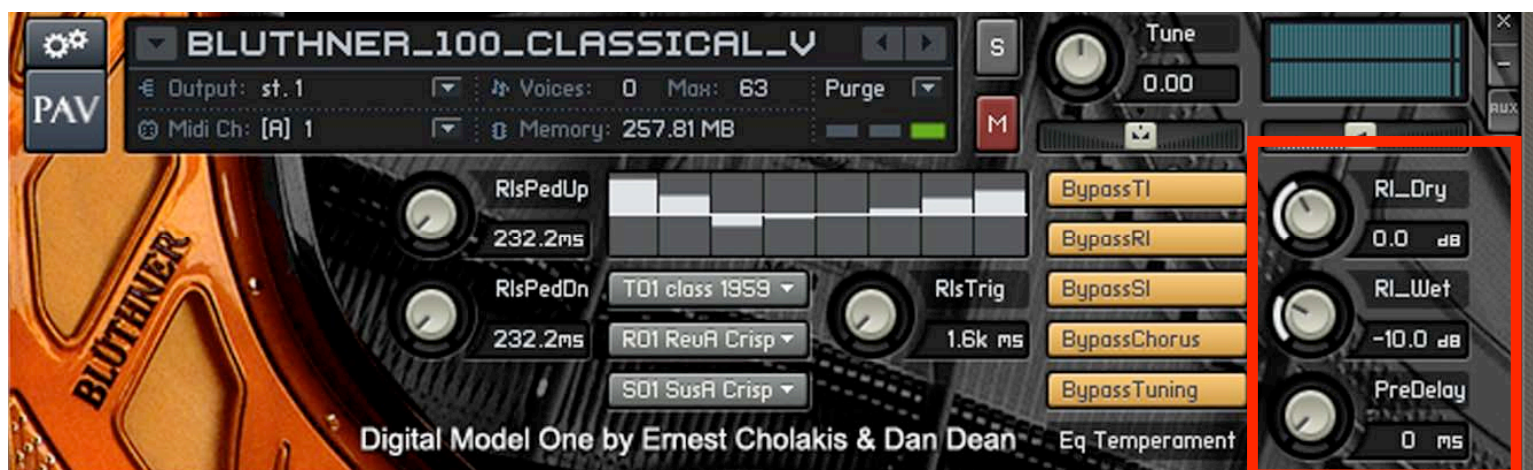 BLUTHNER_100_CLASSICAL_V
S
Tune
0.00
×
–
AUX
PAV
Output: st. 1
Voices: 0 Max: 63
Purge
Midi Ch: [A] 1
Memory: 257.81 MB
M
RlsPedUp
232.2ms
BypassTI
BypassRI
RI_Dry
0.0 dB
BLUTHNER
RlsPedDn
232.2ms
T01 class 1959
R01 RevA Crisp
S01 SusA Crisp
RlsTrig
1.6k ms
BypassSI
BypassChorus
BypassTuning
RI_Wet
-10.0 dB
PreDelay
0 ms
Digital Model One by Ernest Cholakis & Dan Dean
Eq Temperament